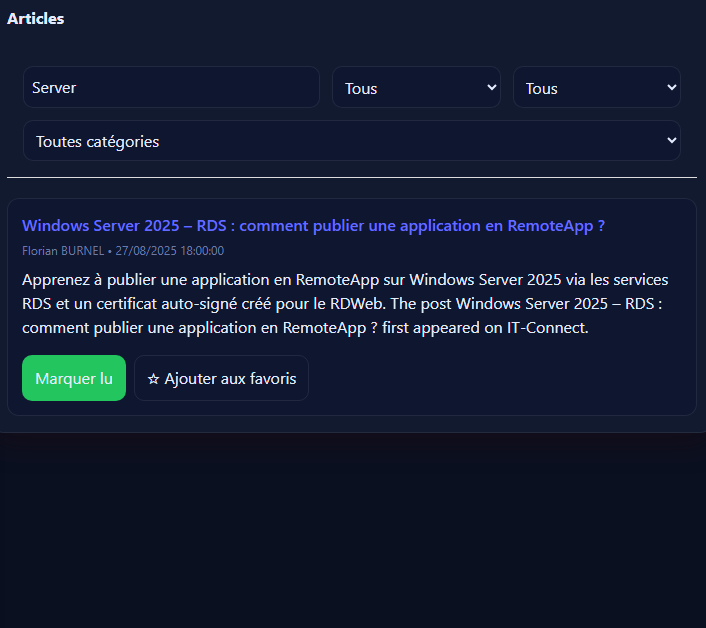 Articles
Server
Tous
Tous
Toutes catégories
Windows Server 2025 – RDS : comment publier une application en RemoteApp ?
Florian BURNEL • 27/08/2025 18:00:00
Apprenez à publier une application en RemoteApp sur Windows Server 2025 via les services
RDS et un certificat auto-signé créé pour le RDWeb. The post Windows Server 2025 – RDS :
comment publier une application en RemoteApp ? first appeared on IT-Connect.
Marquer lu
☆ Ajouter aux favoris